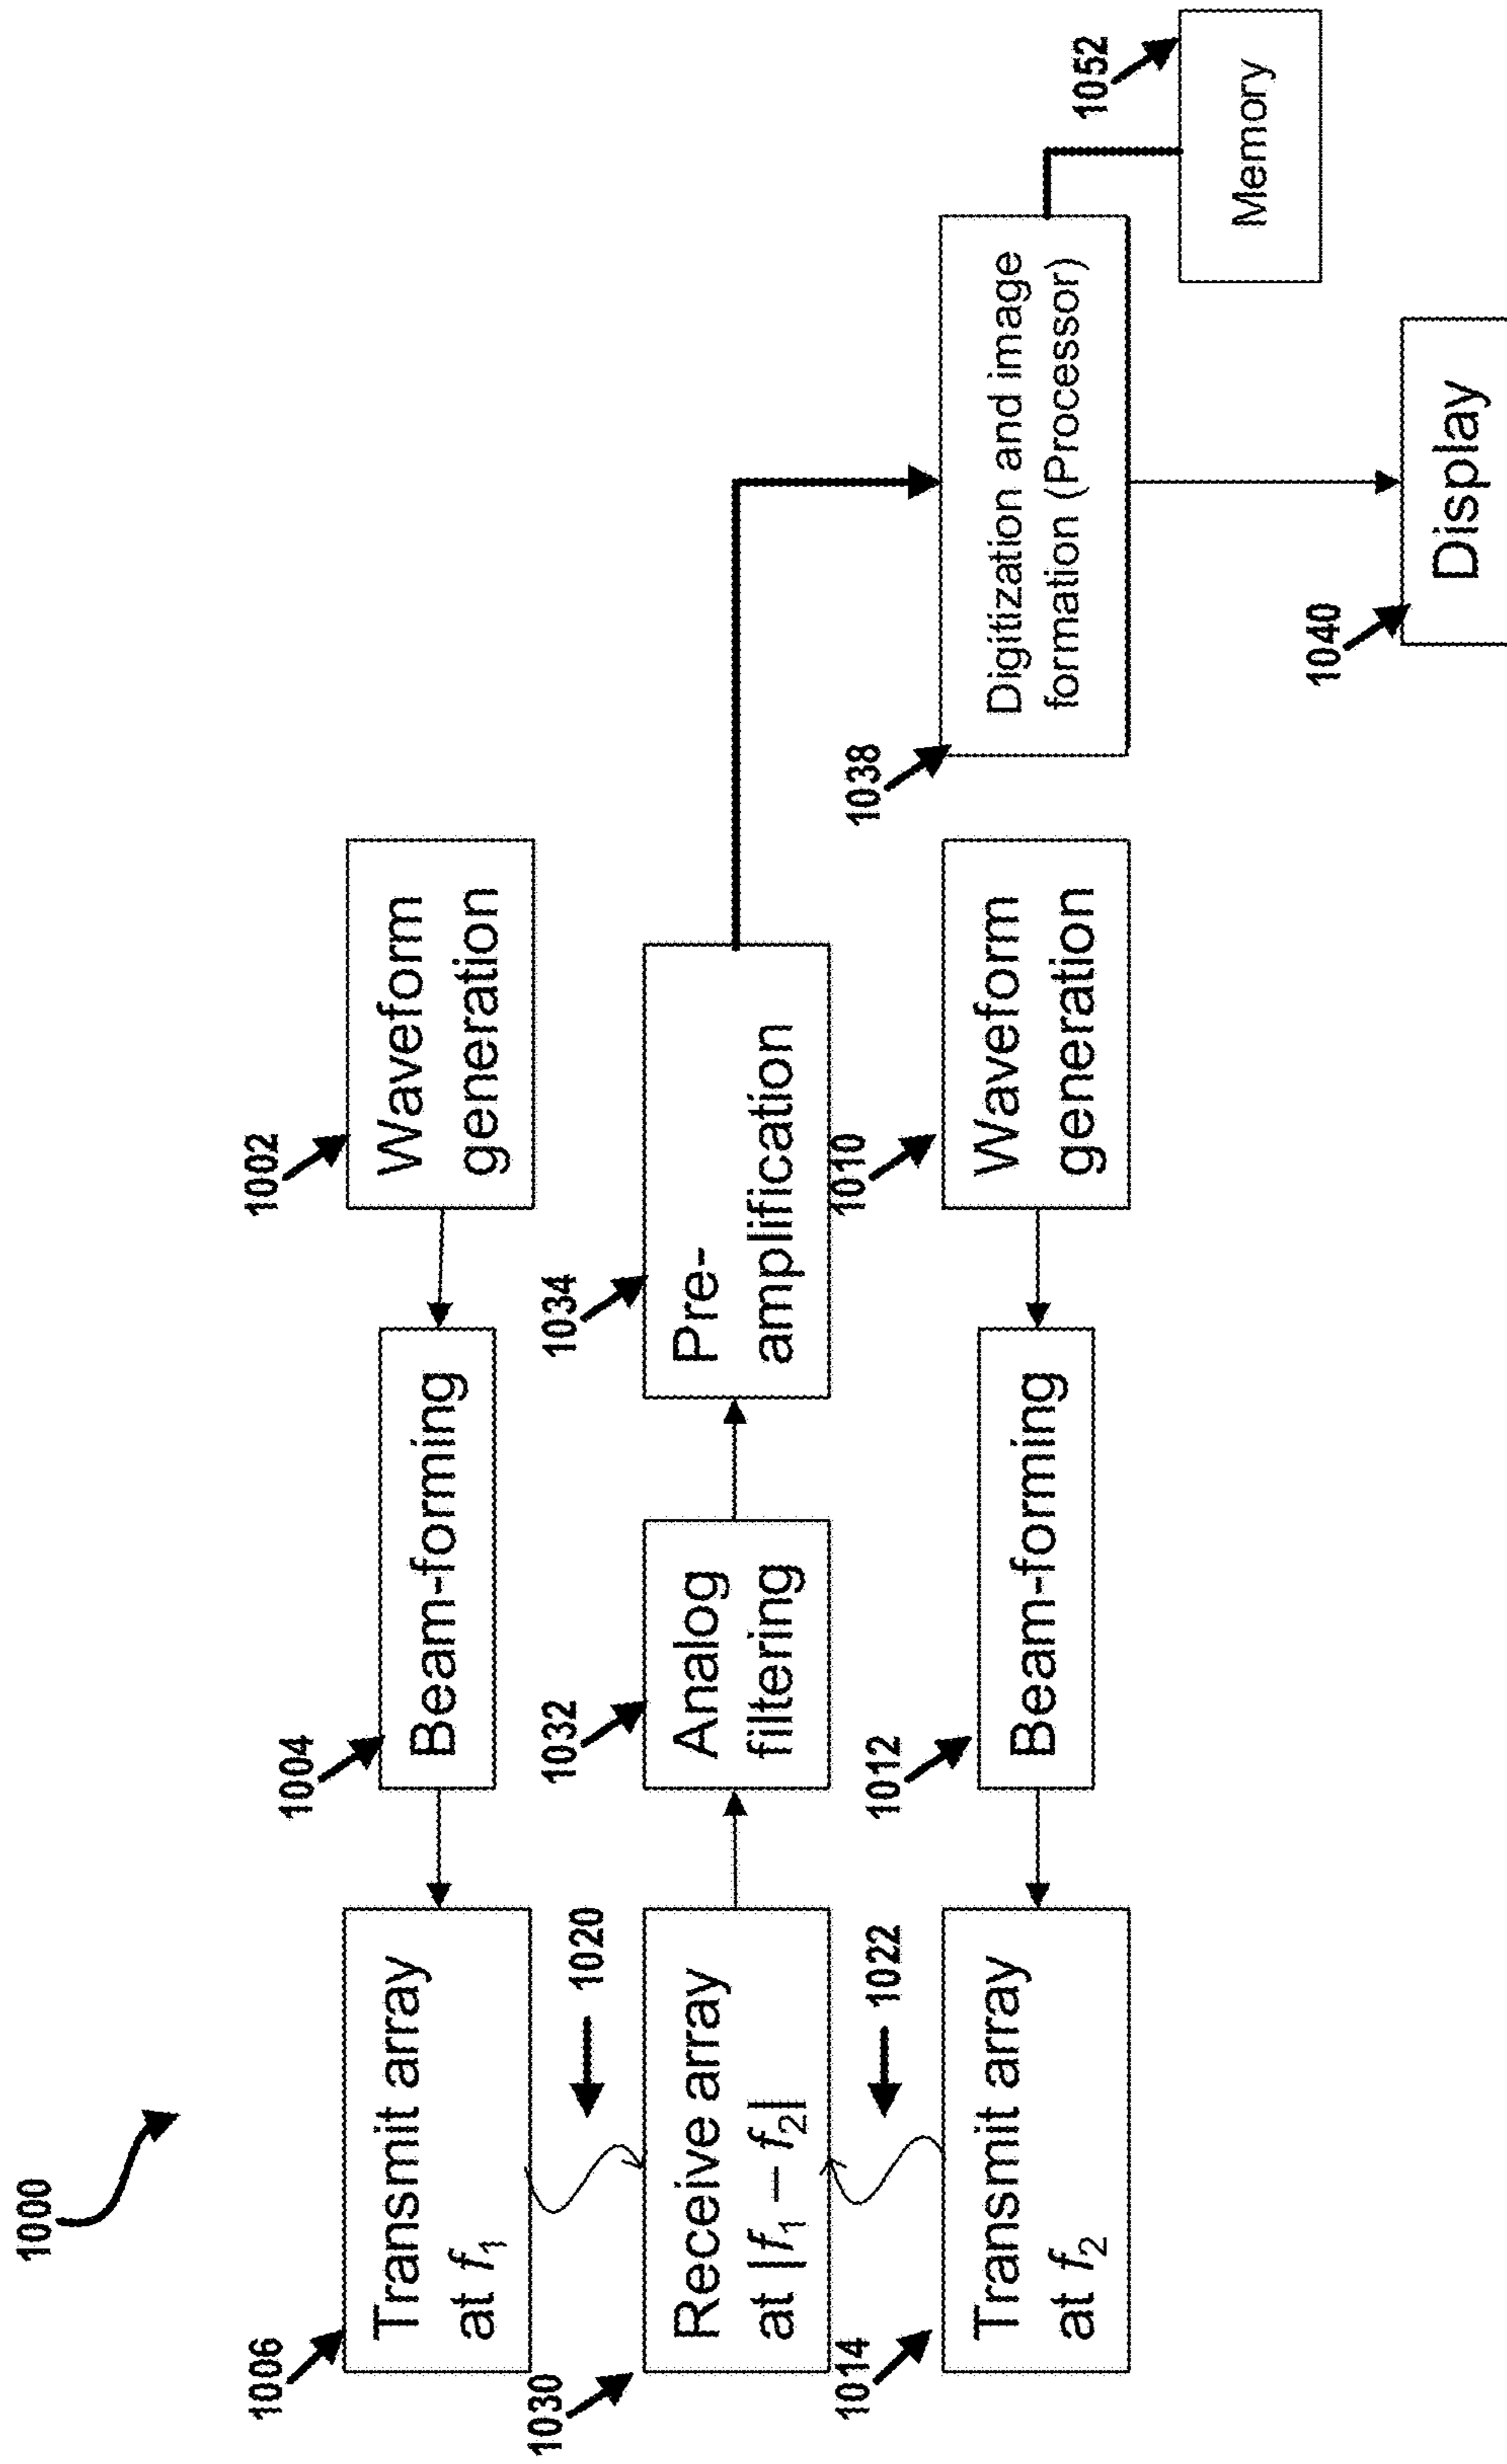 1000
1002
Waveform
generation
1004
Beam-forming
1006
Transmit array
at f₁
1020
1030
Receive array
at |f₁ – f₂|
1032
Analog
filtering
1034
Pre-
amplification
1022
1014
Transmit array
at f₂
1012
Beam-forming
1010
Waveform
generation
1038
Digitization and image
formation (Processor)
1052
Memory
1040
Display